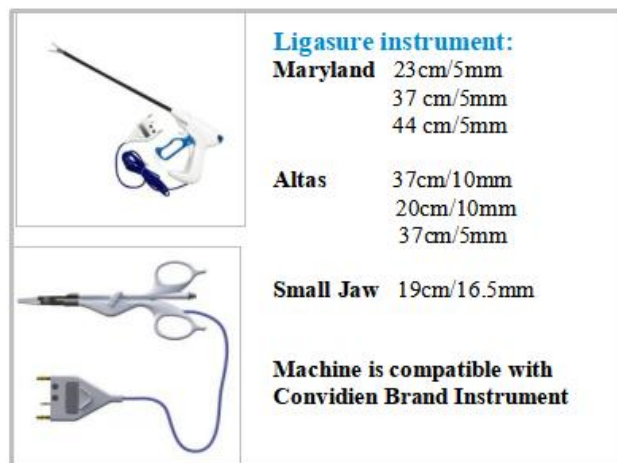 Ligasure instrument:
Maryland 23cm/5mm
37 cm/5mm
44 cm/5mm
Altas 37cm/10mm
20cm/10mm
37cm/5mm
Small Jaw 19cm/16.5mm
Machine is compatible with
Convidien Brand Instrument